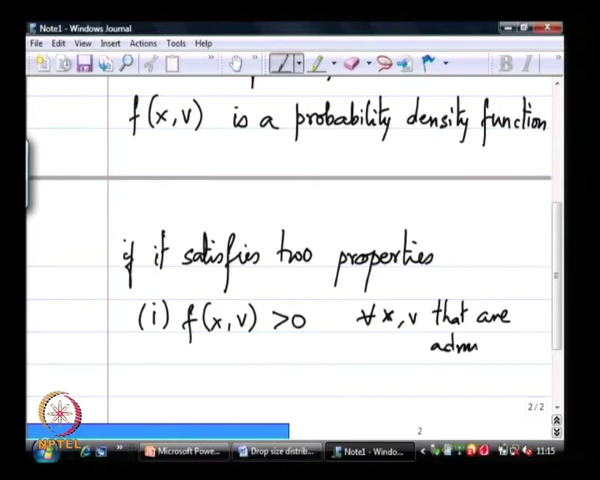 Note1 - Windows Journal
File Edit View Insert Actions Tools Help
B I
f(x, v) is a probability density function
if it satisfies two properties
(i) f(x, v) >0 ∀ x, v that are
adm
2/2
2
NPTEL
Microsoft Powe...
Drop size distrib...
Note1 - Windo...
11:15